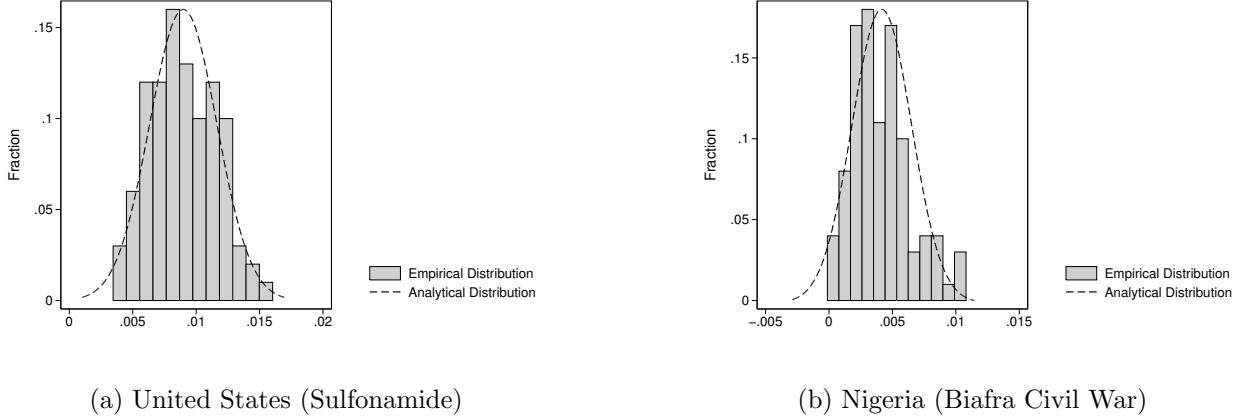 .15
.1
.05
0
Fraction
0
.005
.01
.015
.02
Empirical Distribution
Analytical Distribution
(a) United States (Sulfonamide)
.15
.1
.05
0
Fraction
−.005
0
.005
.01
.015
Empirical Distribution
Analytical Distribution
(b) Nigeria (Biafra Civil War)